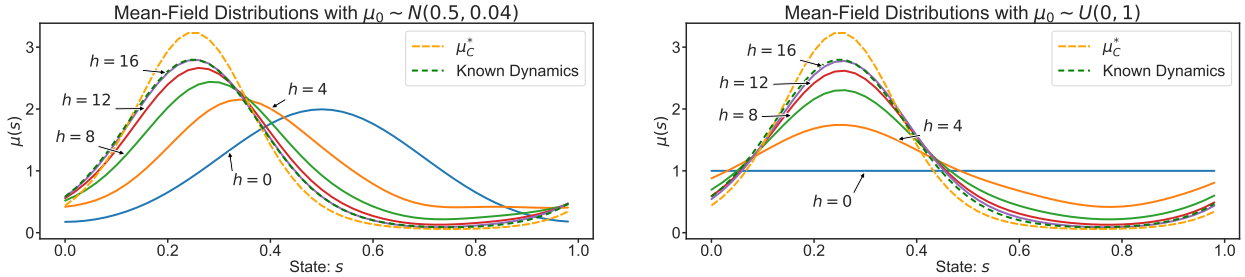 Mean-Field Distributions with μ₀ ~ N(0.5, 0.04)
μ(s)
3
2
1
0
h = 16
h = 12
h = 8
h = 4
h = 0
μ*_C
Known Dynamics
0.0 0.2 0.4 0.6 0.8 1.0
State: s
Mean-Field Distributions with μ₀ ~ U(0, 1)
μ(s)
3
2
1
0
h = 16
h = 12
h = 8
h = 4
h = 0
μ*_C
Known Dynamics
0.0 0.2 0.4 0.6 0.8 1.0
State: s